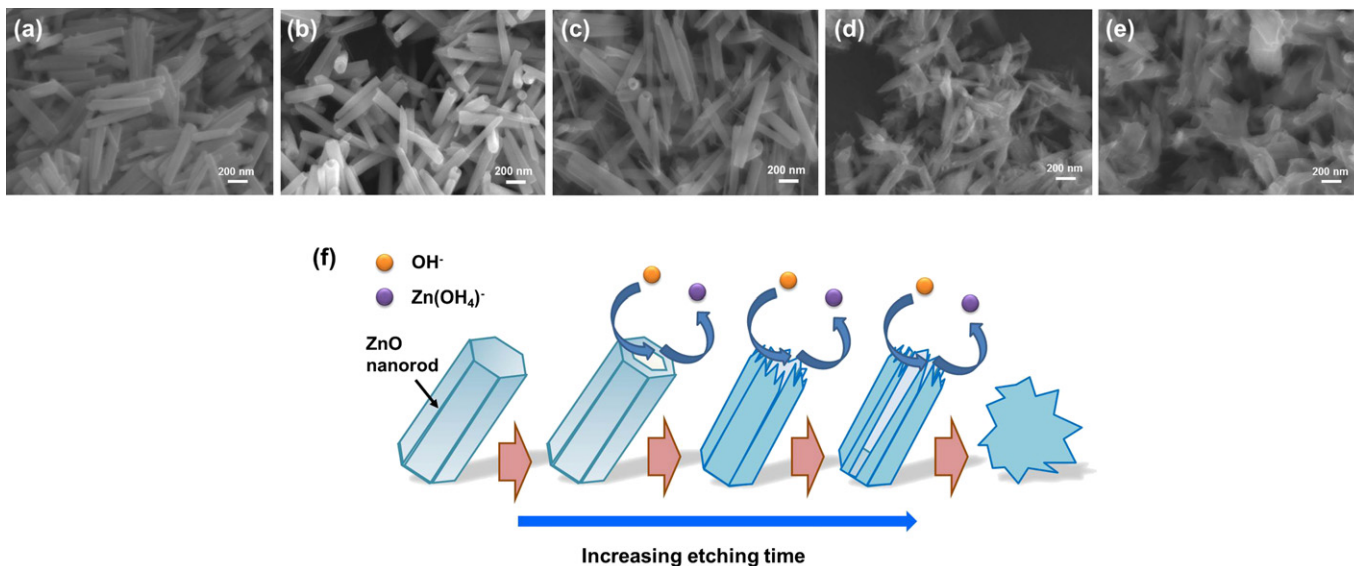 (a)
200 nm
(b)
200 nm
(c)
200 nm
(d)
200 nm
(e)
200 nm
(f)
OH⁻
Zn(OH₄)⁻
ZnO
nanorod
Increasing etching time